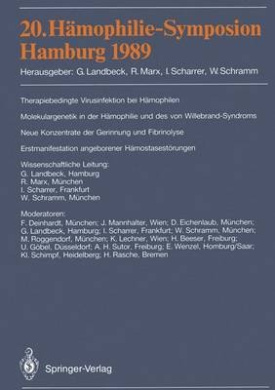 20. Hämophilie-Symposion
Hamburg 1989
Herausgeber: G. Landbeck, R. Marx, I. Scharrer, W. Schramm
Therapiebedingte Virusinfektion bei Hämophilen
Molekulargenetik in der Hämophilie und des von Willebrand-Syndroms
Neue Konzentrate der Gerinnung und Fibrinolyse
Erstmanifestation angeborener Hämostasestörungen
Wissenschaftliche Leitung:
G. Landbeck, Hamburg
R. Marx, München
I. Scharrer, Frankfurt
W. Schramm, München
Moderatoren:
F. Deinhardt, München; J. Mannhalter, Wien; D. Eichenlaub, München;
G. Landbeck, Hamburg; I. Scharrer, Frankfurt; W. Schramm, München;
M. Roggendorf, München; K. Lechner, Wien; H. Beeser, Freiburg;
U. Göbel, Düsseldorf; A. H. Sutor, Freiburg; E. Wenzel, Homburg/Saar;
Kl. Schimpf, Heidelberg; H. Rasche, Bremen
Springer-Verlag